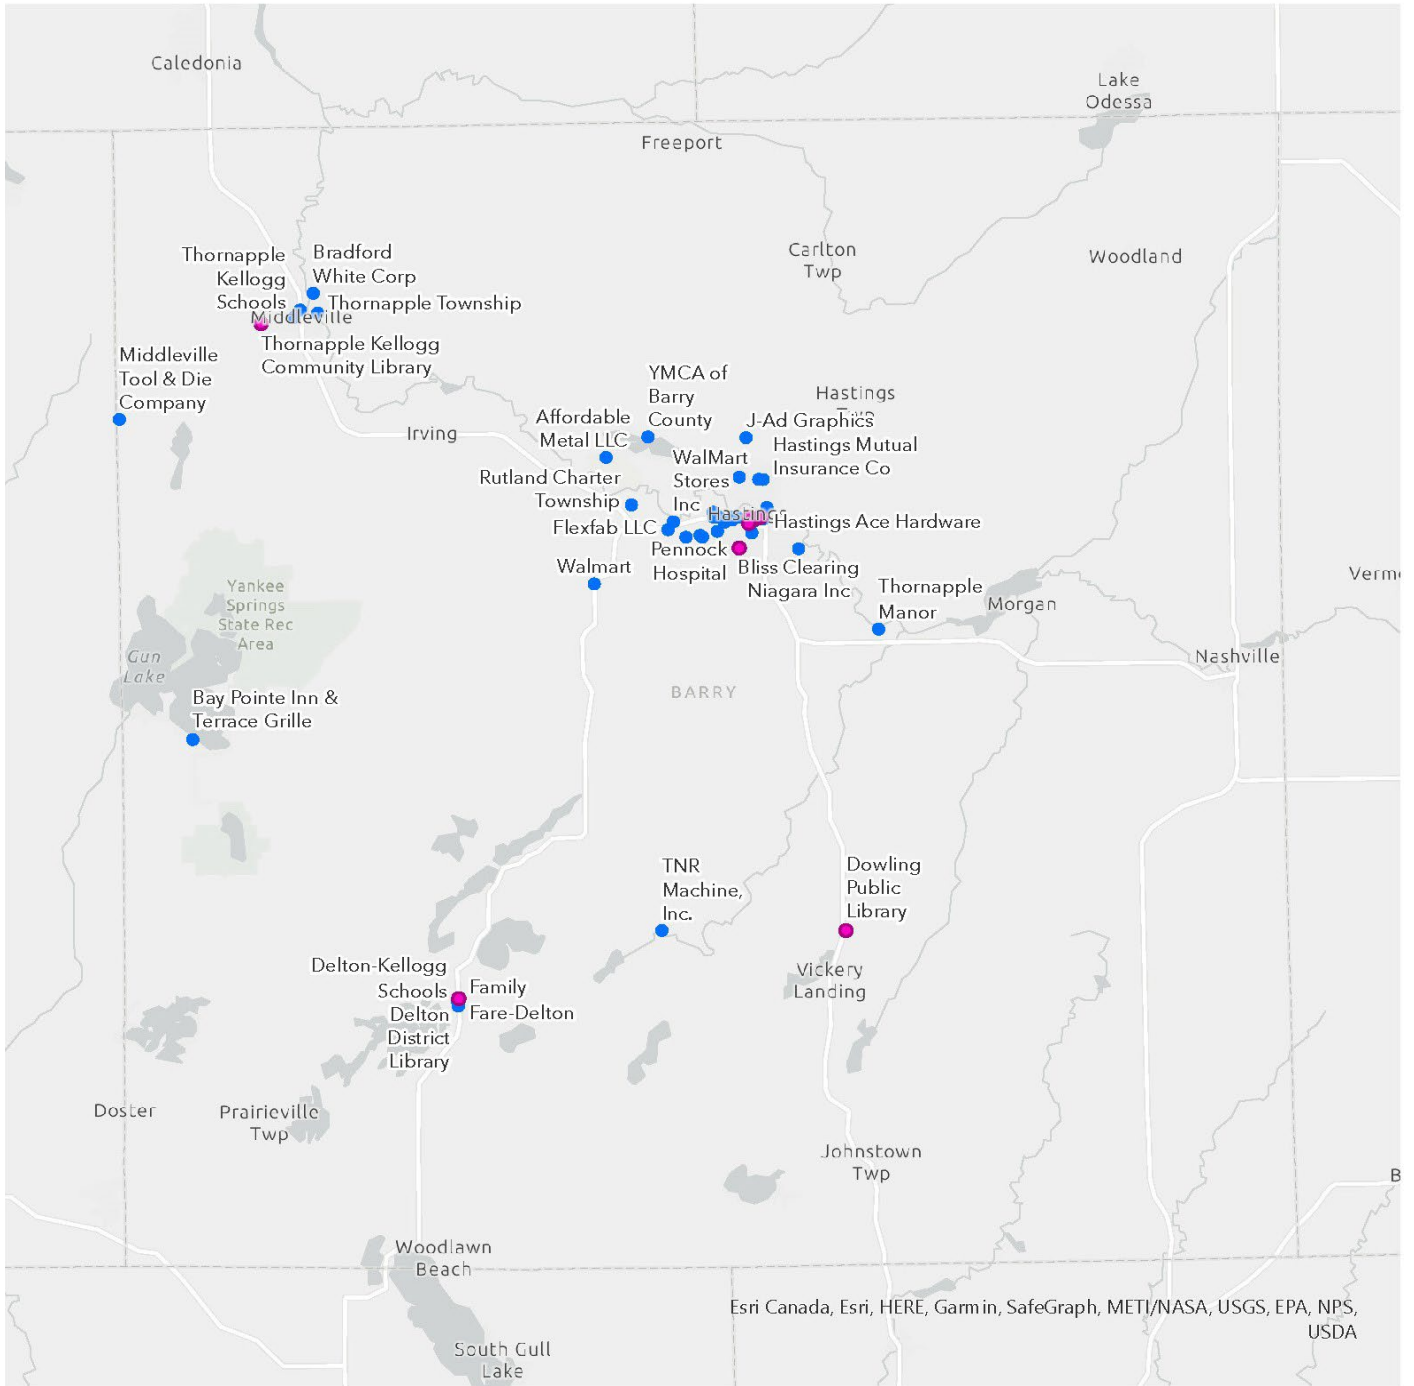 Caledonia
Lake
Odessa
Freeport
Carlton
Twp
Woodland
Thornapple
Kellogg
Schools
Bradford
White Corp
Thornapple Township
Middleville
Thornapple Kellogg
Community Library
Middleville
Tool & Die
Company
Irving
YMCA of
Barry
County
Affordable
Metal LLC
Hastings
Twp
J-Ad Graphics
Hastings Mutual
Insurance Co
WalMart
Stores
Inc
Rutland Charter
Township
Flexfab LLC
Hastings
Hastings Ace Hardware
Pennock
Hospital
Bliss Clearing
Niagara Inc
Walmart
Thornapple
Manor
Morgan
Verm
Yankee
Springs
State Rec
Area
Gun
Lake
Nashville
BARRY
Bay Pointe Inn &
Terrace Grille
TNR
Machine,
Inc.
Dowling
Public
Library
Vickery
Landing
Delton-Kellogg
Schools
Family
Fare-Delton
Delton
District
Library
Doster
Prairieville
Twp
Johnstown
Twp
B
Woodlawn
Beach
South Gull
Lake
Esri Canada, Esri, HERE, Garmin, SafeGraph, METI/NASA, USGS, EPA, NPS,
USDA